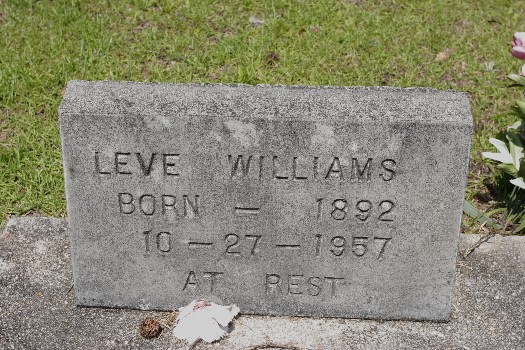 LEVE WILLIAMS
BORN — 1892
10 — 27 — 1957
AT REST